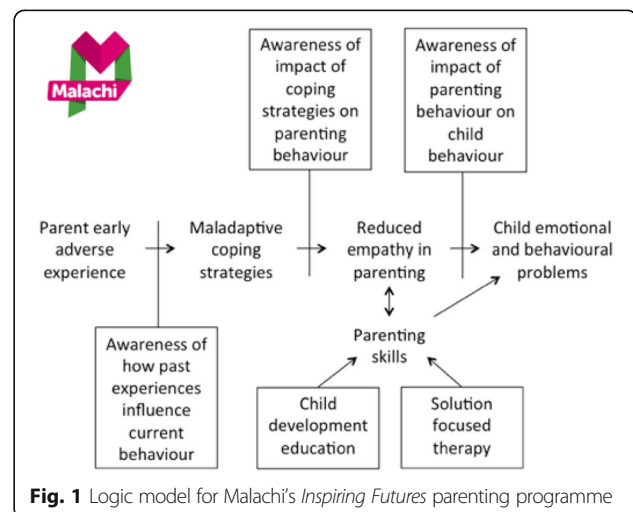 Malachi
Awareness of
impact of
coping
strategies on
parenting
behaviour
Awareness of
impact of
parenting
behaviour on
child
behaviour
Parent early
adverse
experience
Maladaptive
coping
strategies
Reduced
empathy in
parenting
Child emotional
and behavioural
problems
Parenting
skills
Awareness of
how past
experiences
influence
current
behaviour
Child
development
education
Solution
focused
therapy
Fig. 1 Logic model for Malachi's Inspiring Futures parenting programme